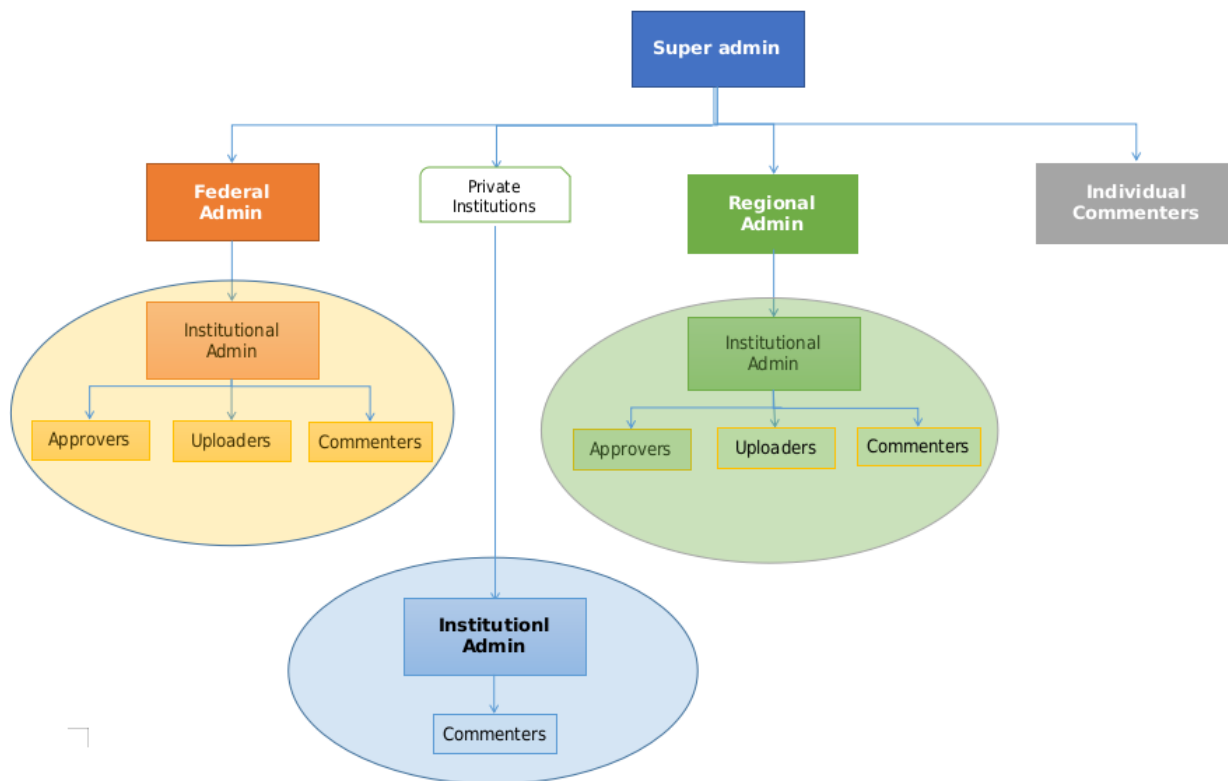 Super admin
Federal
Admin
Private
Institutions
Regional
Admin
Individual
Commenters
Institutional
Admin
Approvers
Uploaders
Commenters
Institutional
Admin
Approvers
Uploaders
Commenters
Institutionl
Admin
Commenters